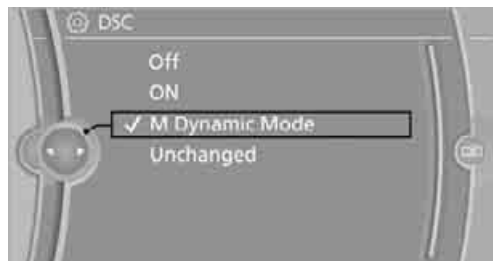 DSC
Off
ON
✓ M Dynamic Mode
Unchanged